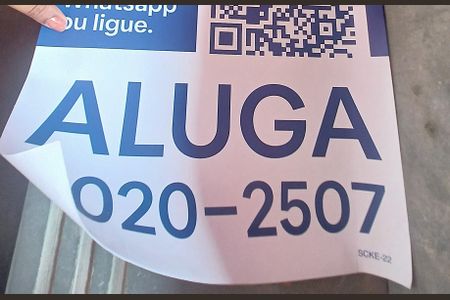 Whatsapp
ou ligue.
ALUGA
020-2507
SCKE-22